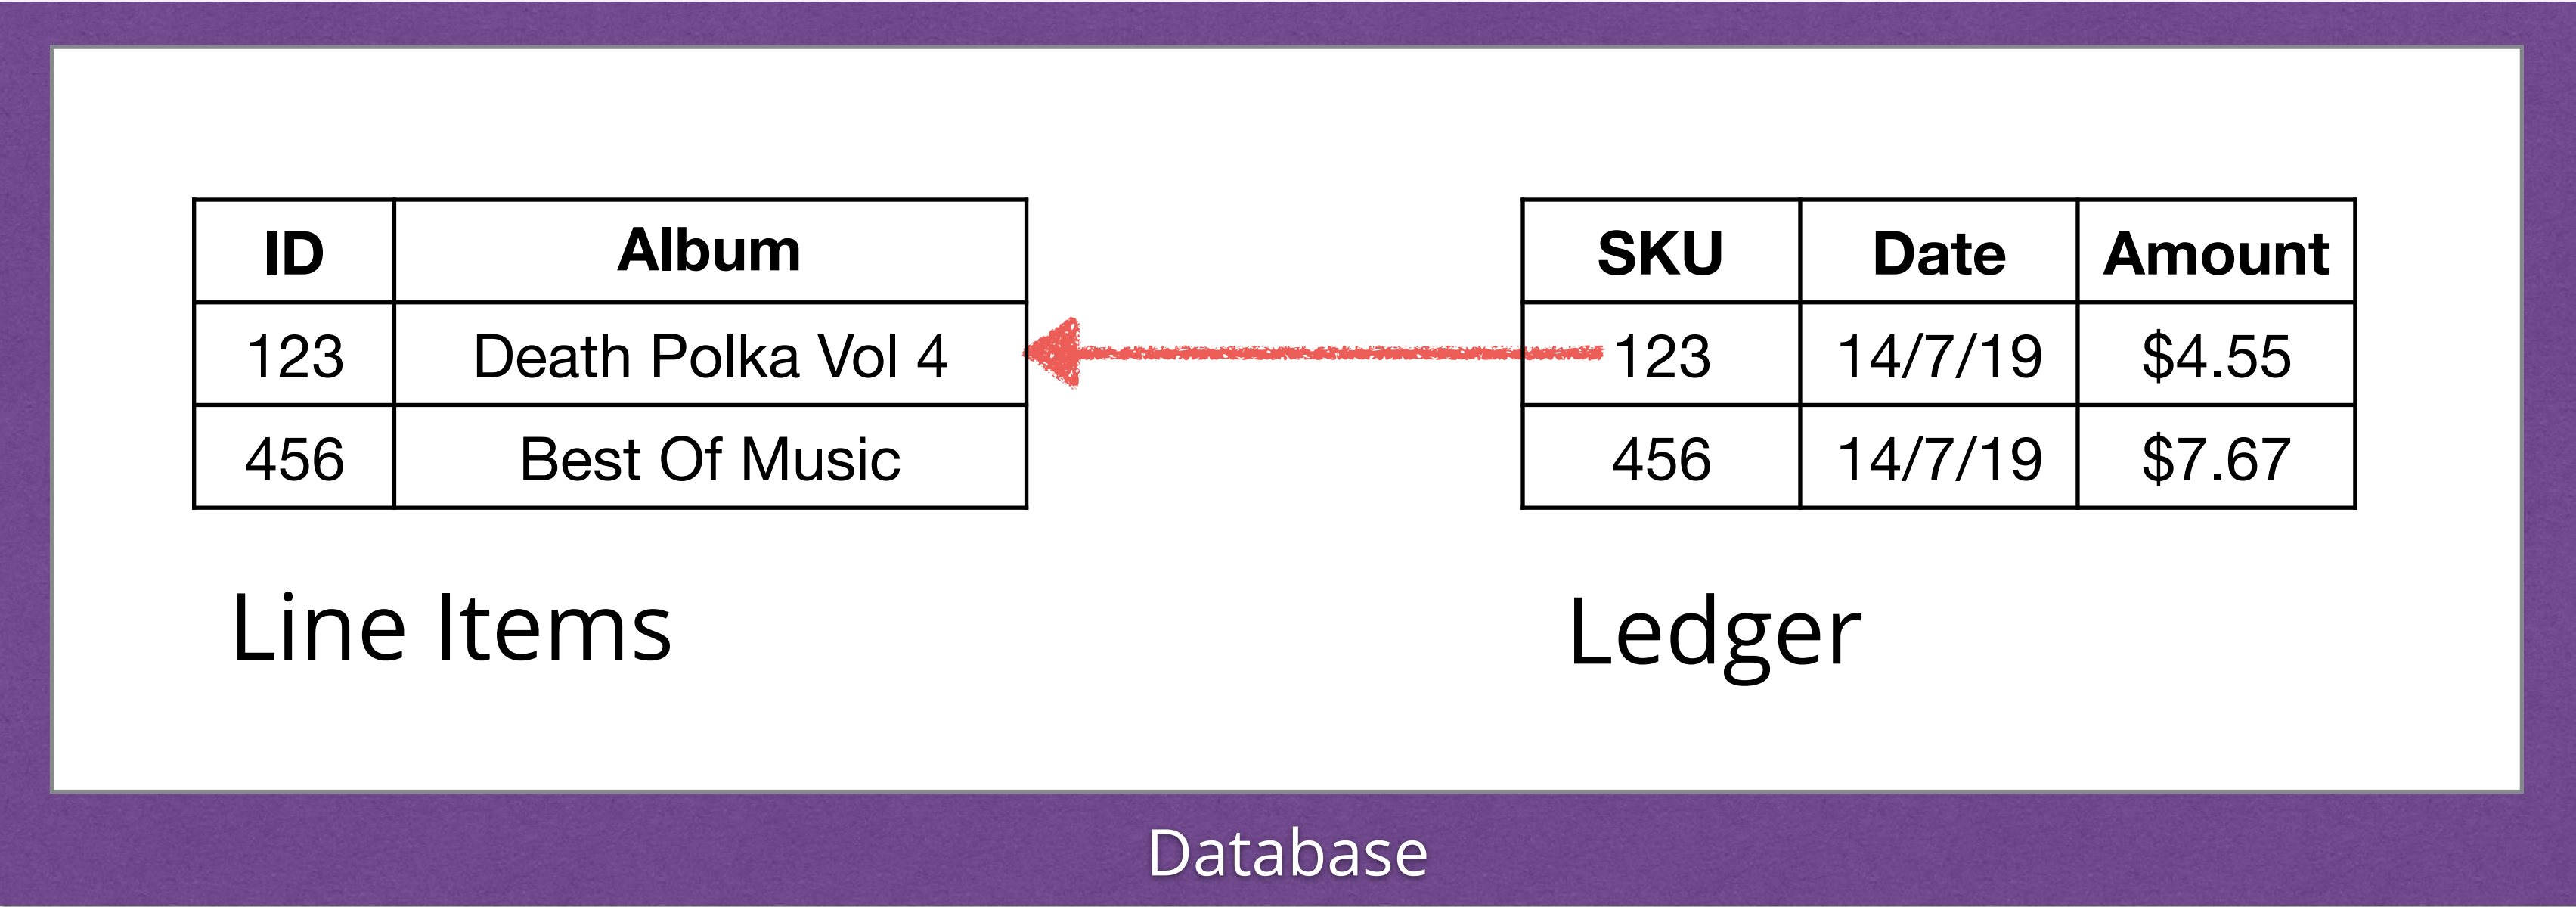 ID Album
123 Death Polka Vol 4
456 Best Of Music
Line Items
SKU Date Amount
123 14/7/19 $4.55
456 14/7/19 $7.67
Ledger
Database